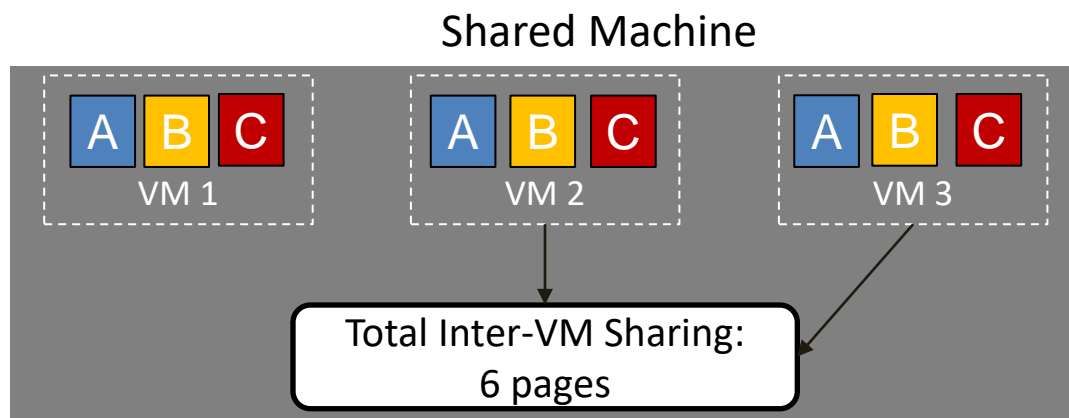 Shared Machine
A B C
VM 1
A B C
VM 2
A B C
VM 3
Total Inter-VM Sharing:
6 pages